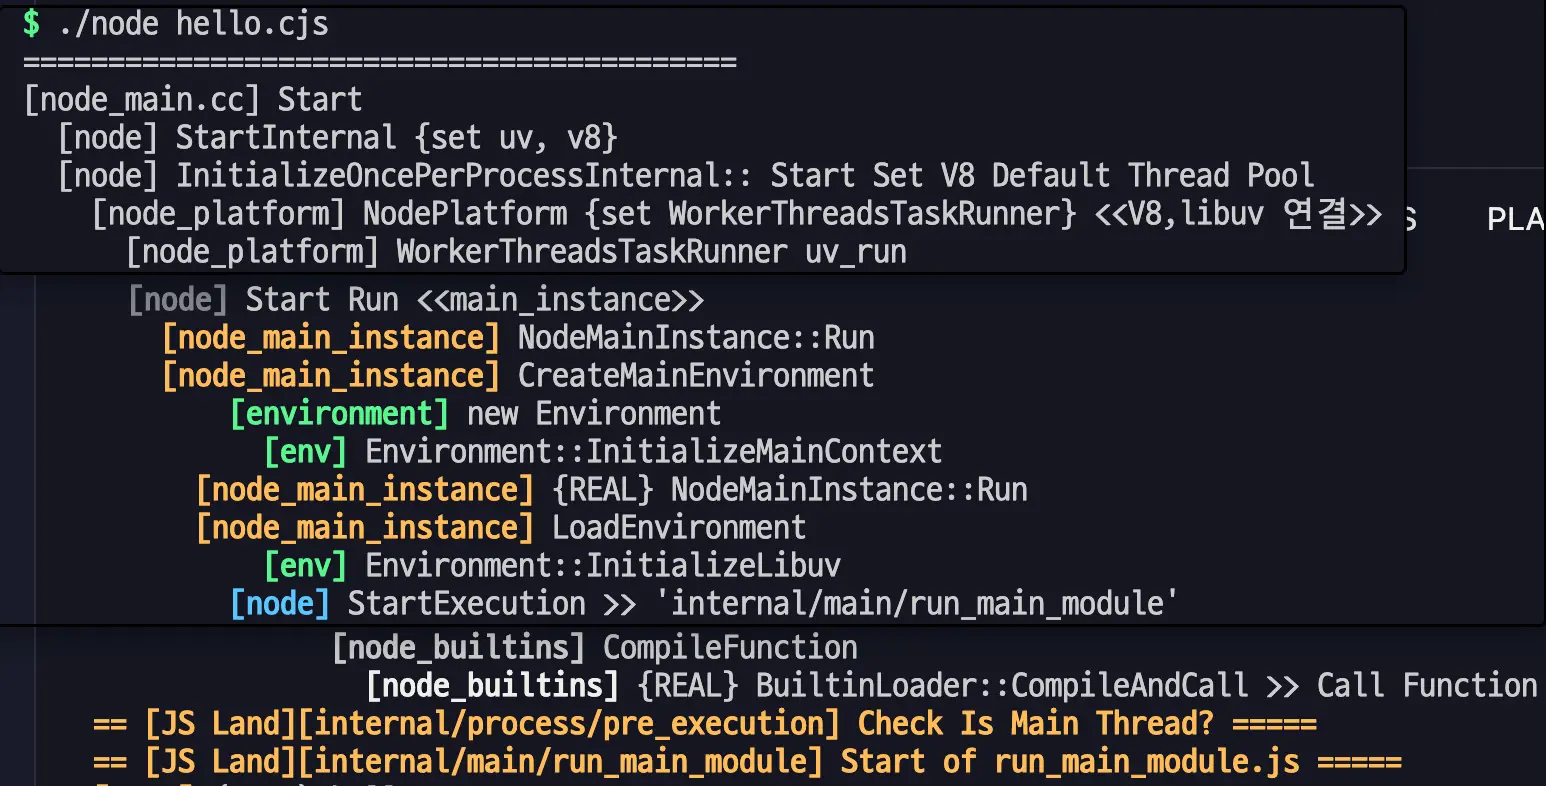 $ ./node hello.cjs
==========================================
[node_main.cc] Start
[node] StartInternal {set uv, v8}
[node] InitializeOncePerProcessInternal:: Start Set V8 Default Thread Pool
[node_platform] NodePlatform {set WorkerThreadsTaskRunner} <<V8,libuv 연결>>
S PLA
[node_platform] WorkerThreadsTaskRunner uv_run
[node] Start Run <<main_instance>>
[node_main_instance] NodeMainInstance::Run
[node_main_instance] CreateMainEnvironment
[environment] new Environment
[env] Environment::InitializeMainContext
[node_main_instance] {REAL} NodeMainInstance::Run
[node_main_instance] LoadEnvironment
[env] Environment::InitializeLibuv
[node] StartExecution >> 'internal/main/run_main_module'
[node_builtins] CompileFunction
[node_builtins] {REAL} BuiltinLoader::CompileAndCall >> Call Function
== [JS Land][internal/process/pre_execution] Check Is Main Thread? =====
== [JS Land][internal/main/run_main_module] Start of run_main_module.js =====